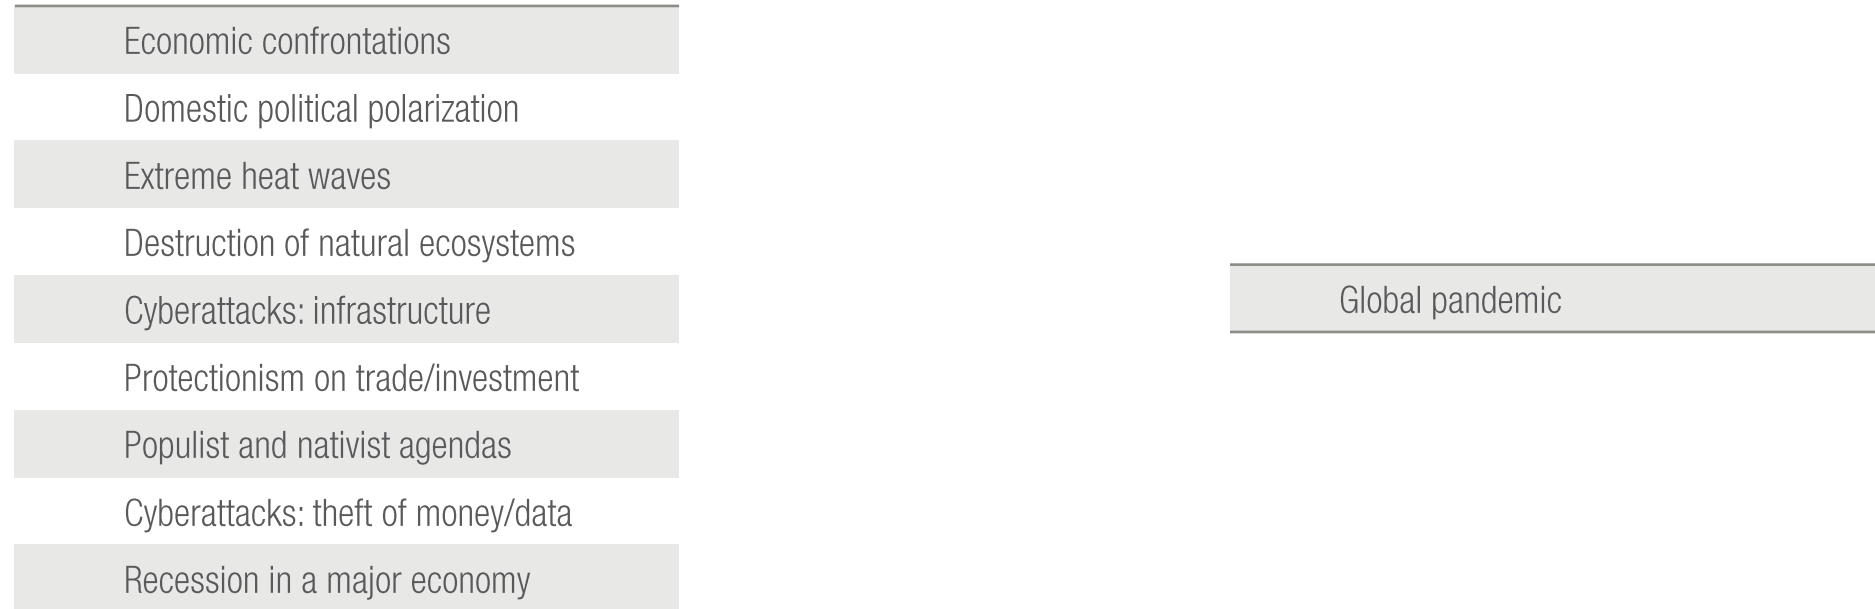 Economic confrontations
Domestic political polarization
Extreme heat waves
Destruction of natural ecosystems
Cyberattacks: infrastructure
Protectionism on trade/investment
Populist and nativist agendas
Cyberattacks: theft of money/data
Recession in a major economy
Global pandemic